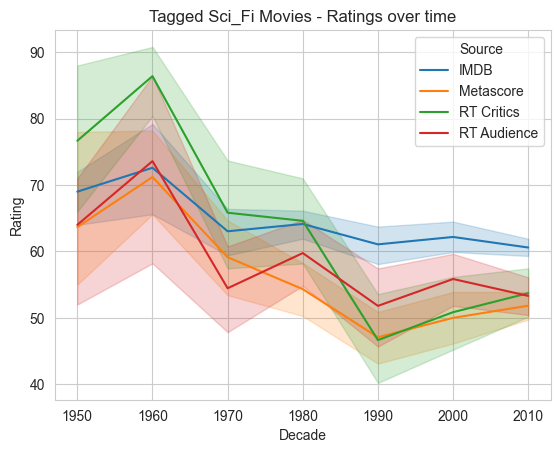 Tagged Sci_Fi Movies - Ratings over time
Source
IMDB
Metascore
RT Critics
RT Audience
Rating
90
80
70
60
50
40
1950 1960 1970 1980 1990 2000 2010
Decade